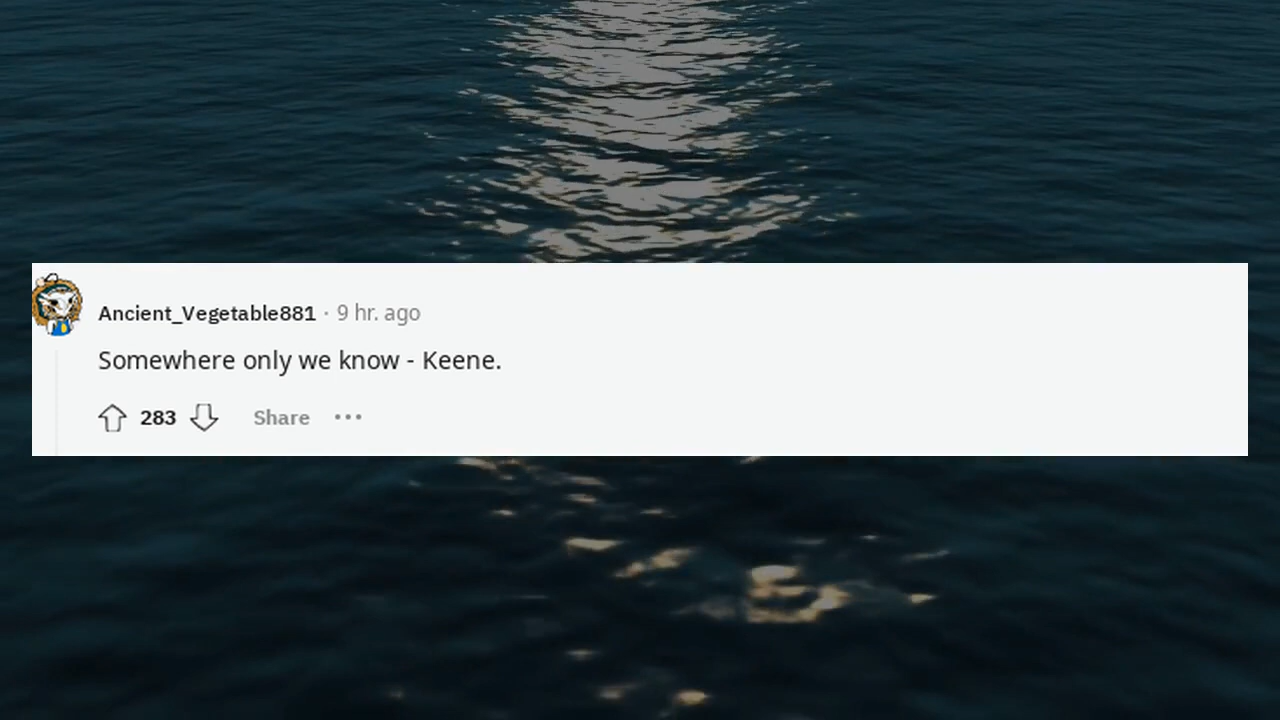 Ancient_Vegetable881 · 9 hr. ago
Somewhere only we know - Keene.
283 Share ···